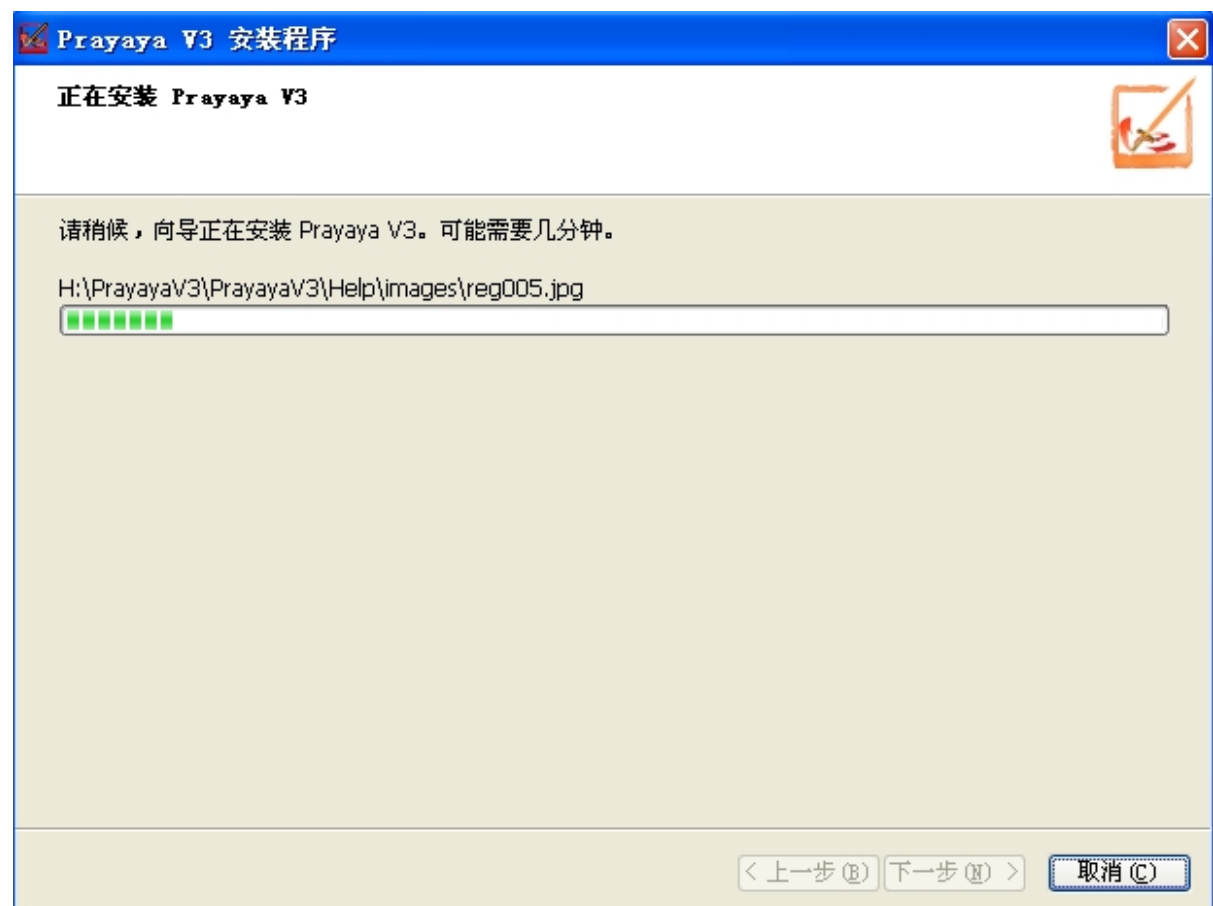 Prayaya V3 安装程序
正在安装 Prayaya V3
请稍候，向导正在安装 Prayaya V3。可能需要几分钟。
H:\PrayayaV3\PrayayaV3\Help\images\reg005.jpg
< 上一步(B) 下一步(N) > 取消(C)